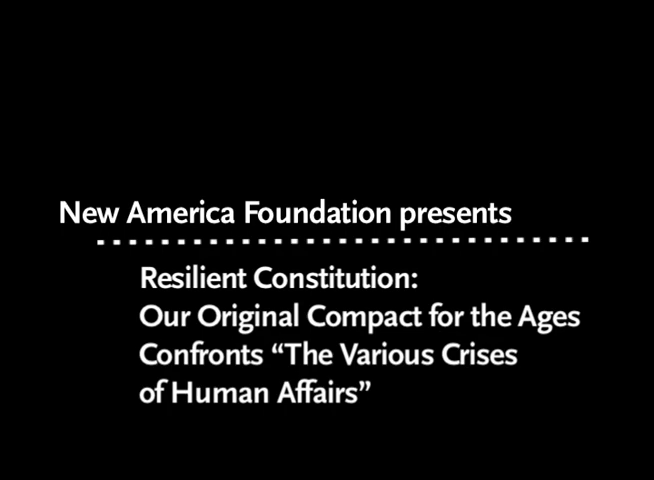 New America Foundation presents
Resilient Constitution:
Our Original Compact for the Ages
Confronts “The Various Crises
of Human Affairs”